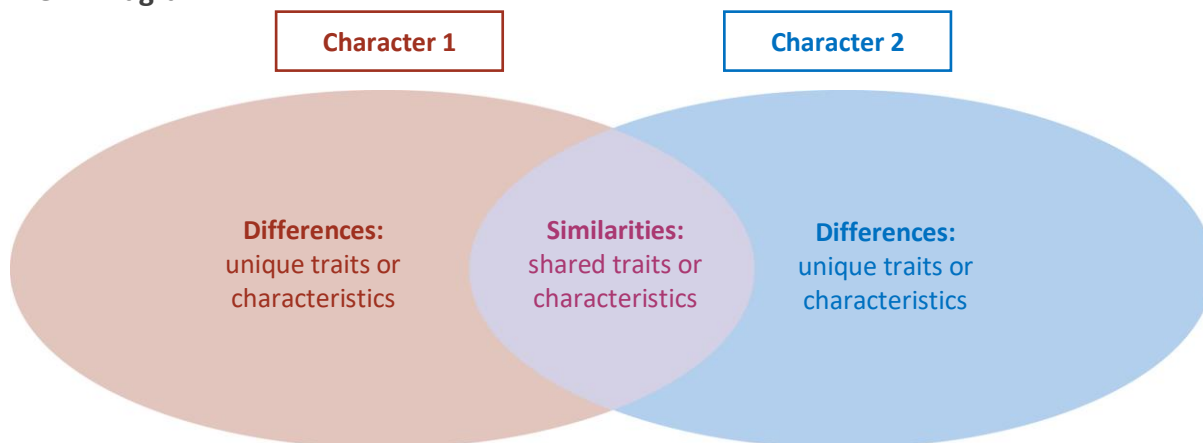 Character 1
Character 2
Differences:
unique traits or
characteristics
Similarities:
shared traits or
characteristics
Differences:
unique traits or
characteristics